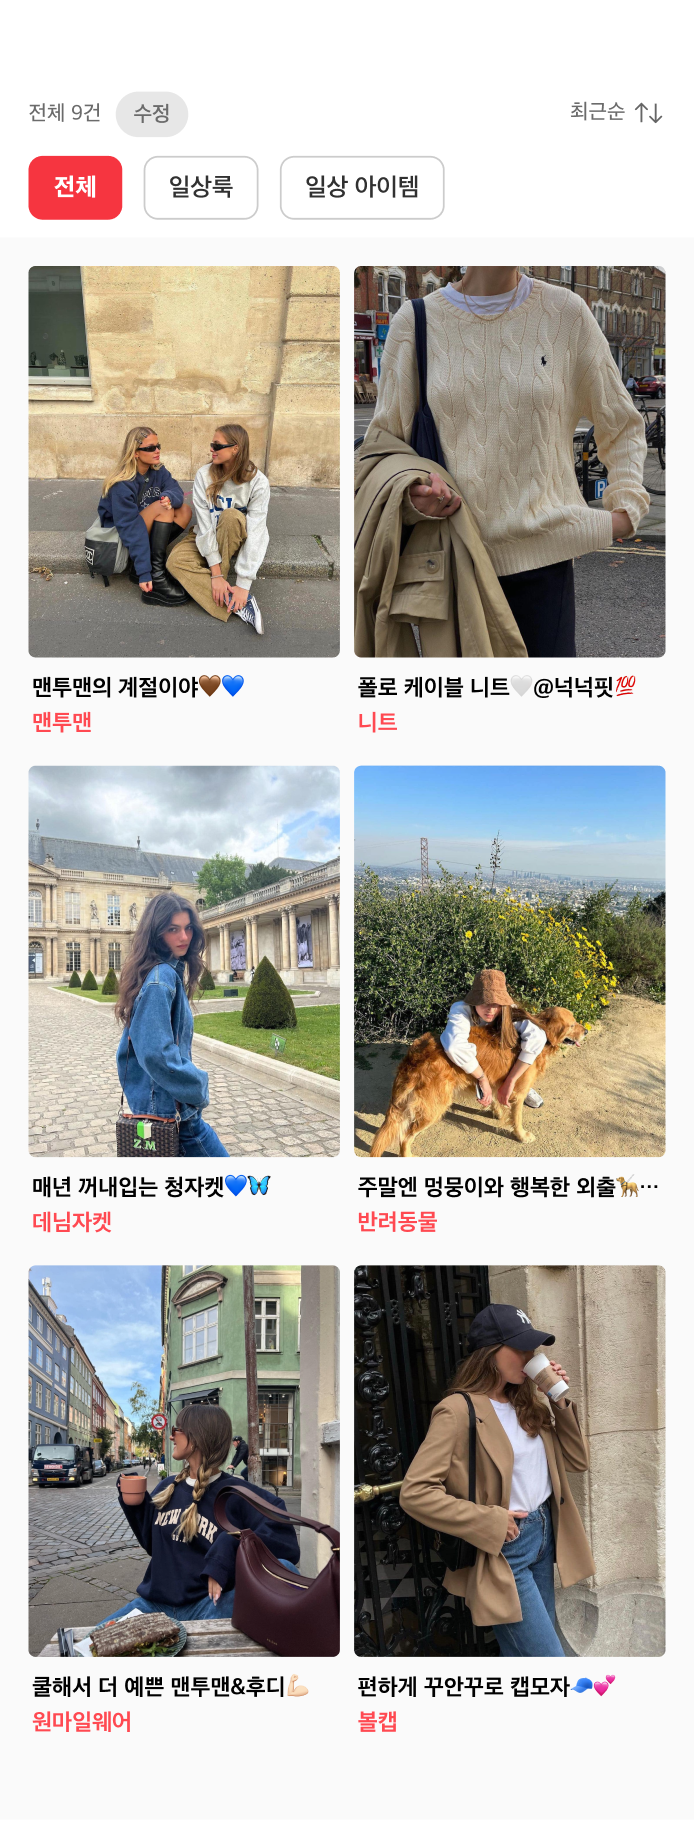 전체 9건 수정 최근순
전체 일상룩 일상 아이템
맨투맨의 계절이야🤎💙
맨투맨
폴로 케이블 니트🤍@넉넉핏💯
니트
Z.M
매년 꺼내입는 청자켓💙🦋
데님자켓
주말엔 멍뭉이와 행복한 외출🐕…
반려동물
NEW YORK
쿨해서 더 예쁜 맨투맨&후디💪🏻
원마일웨어
NY
편하게 꾸안꾸로 캡모자🧢💕
볼캡